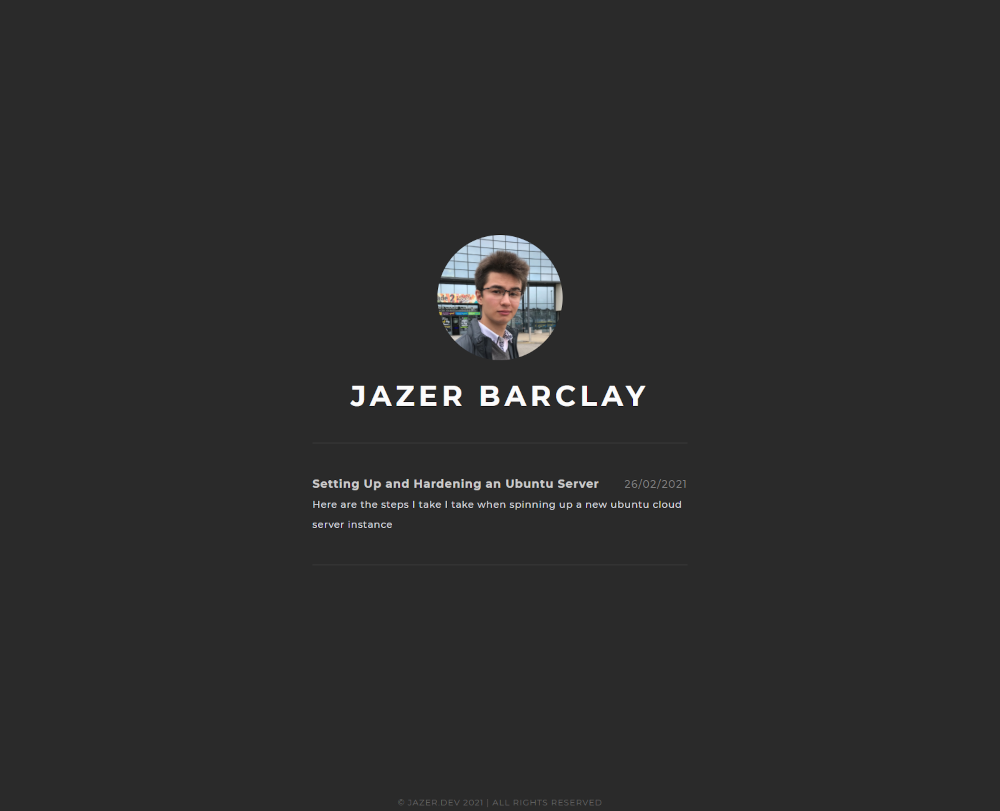 JAZER BARCLAY
Setting Up and Hardening an Ubuntu Server 26/02/2021
Here are the steps I take I take when spinning up a new ubuntu cloud
server instance
© JAZER.DEV 2021 | ALL RIGHTS RESERVED